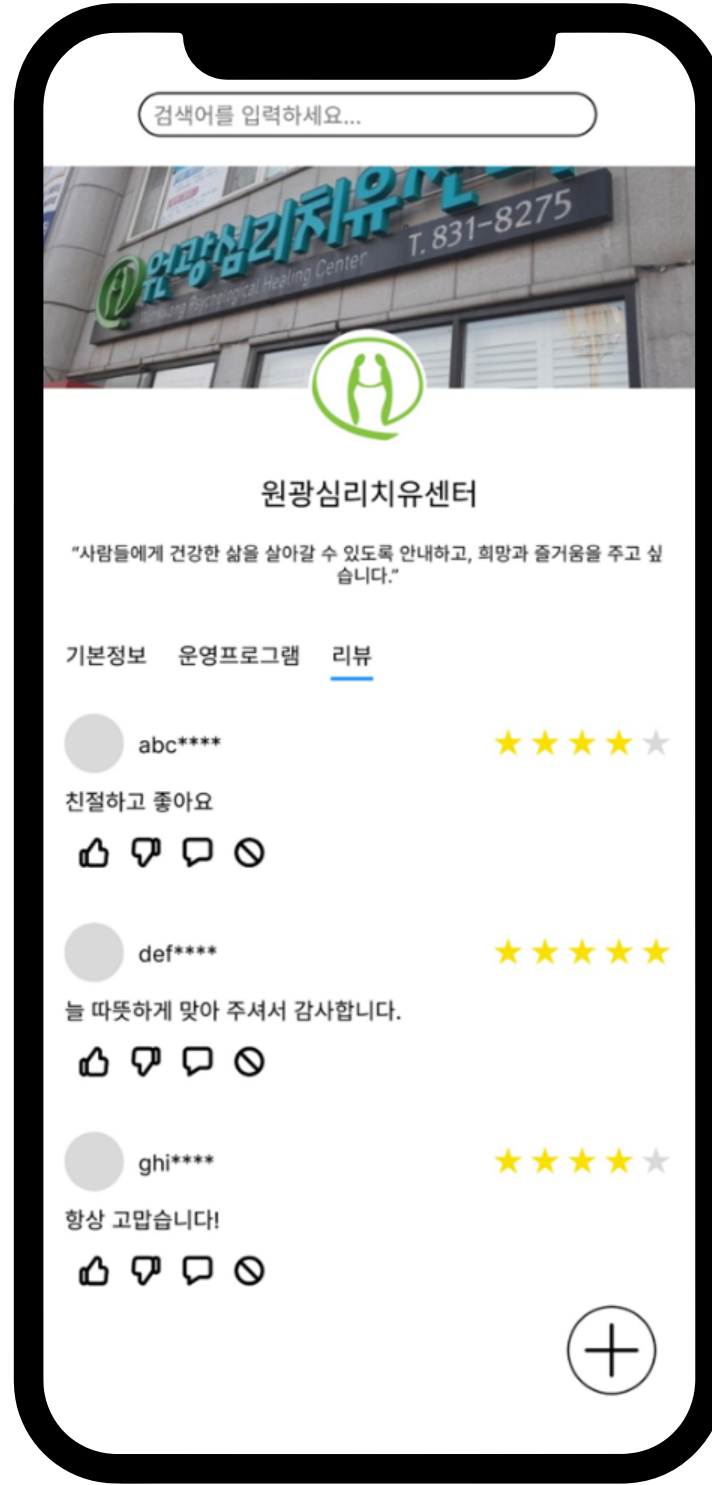 검색어를 입력하세요...
원광심리치유센터
T. 831-8275
Wonkwang Psychological Healing Center
원광심리치유센터
“사람들에게 건강한 삶을 살아갈 수 있도록 안내하고, 희망과 즐거움을 주고 싶
습니다.”
기본정보 운영프로그램 리뷰
abc****
친절하고 좋아요
def****
늘 따뜻하게 맞아 주셔서 감사합니다.
ghi****
항상 고맙습니다!